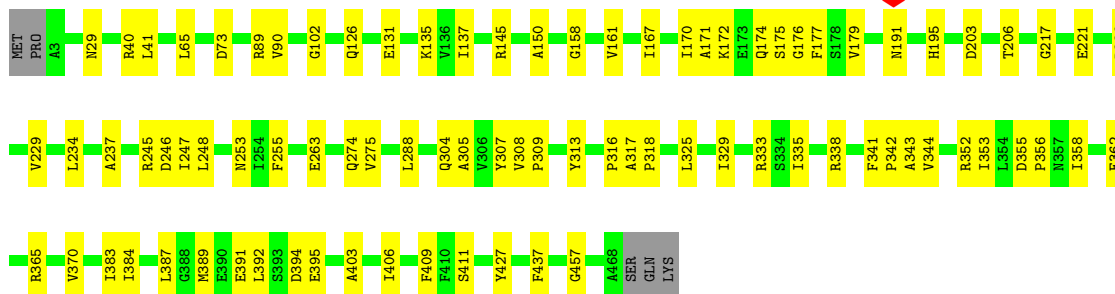 MET PRO A3 N29 R40 L41 L65 D73 R89 V90 G102 Q126 E131 K135 V136 I137 R145 A150 G158 V161 I167 I170 A171 K172 E173 Q174 S175 G176 F177 S178 V179 N191 H195 D203 T206 G217 E221
V229 L234 A237 R245 D246 I247 L248 N253 I254 F255 E263 Q274 V275 L288 Q304 A305 V306 Y307 V308 P309 Y313 P316 A317 P318 L325 I329 R333 S334 I335 R338 F341 P342 A343 V344 R352 I353 L354 D355 P356 N357 I358
R365 V370 I383 I384 L387 G388 M389 E390 E391 L392 S393 D394 E395 A403 I406 F409 F410 S411 Y427 F437 G457 A468 SER GLN LYS